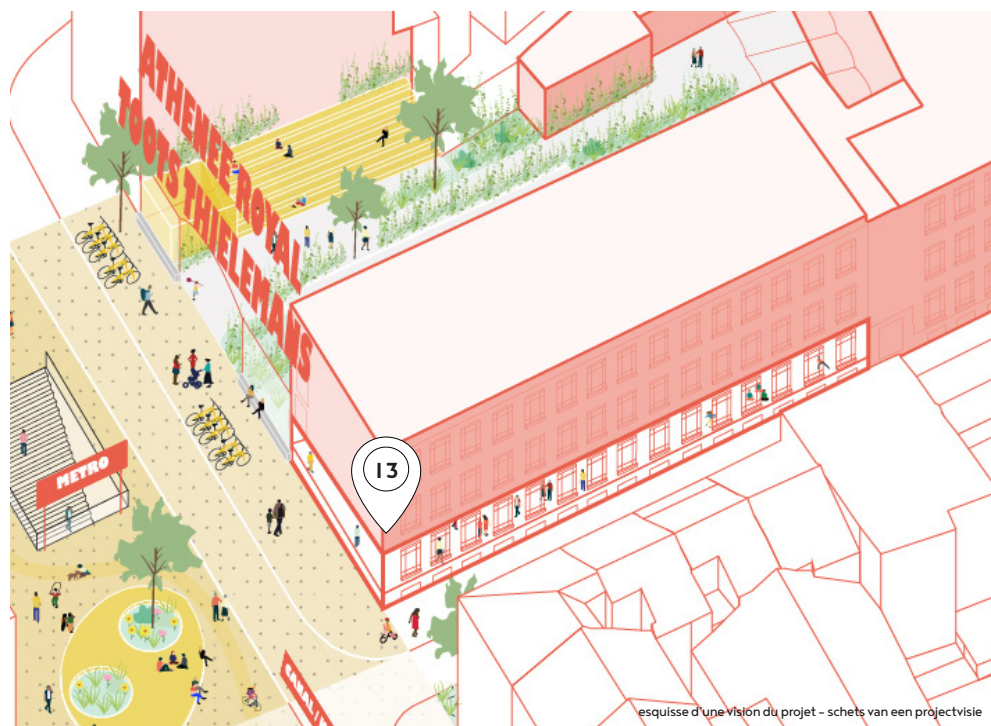 ATHENEE ROYAL
TOOTS THIELEMANS
13
METRO
esquisse d'une vision du projet – schets van een projectvisie